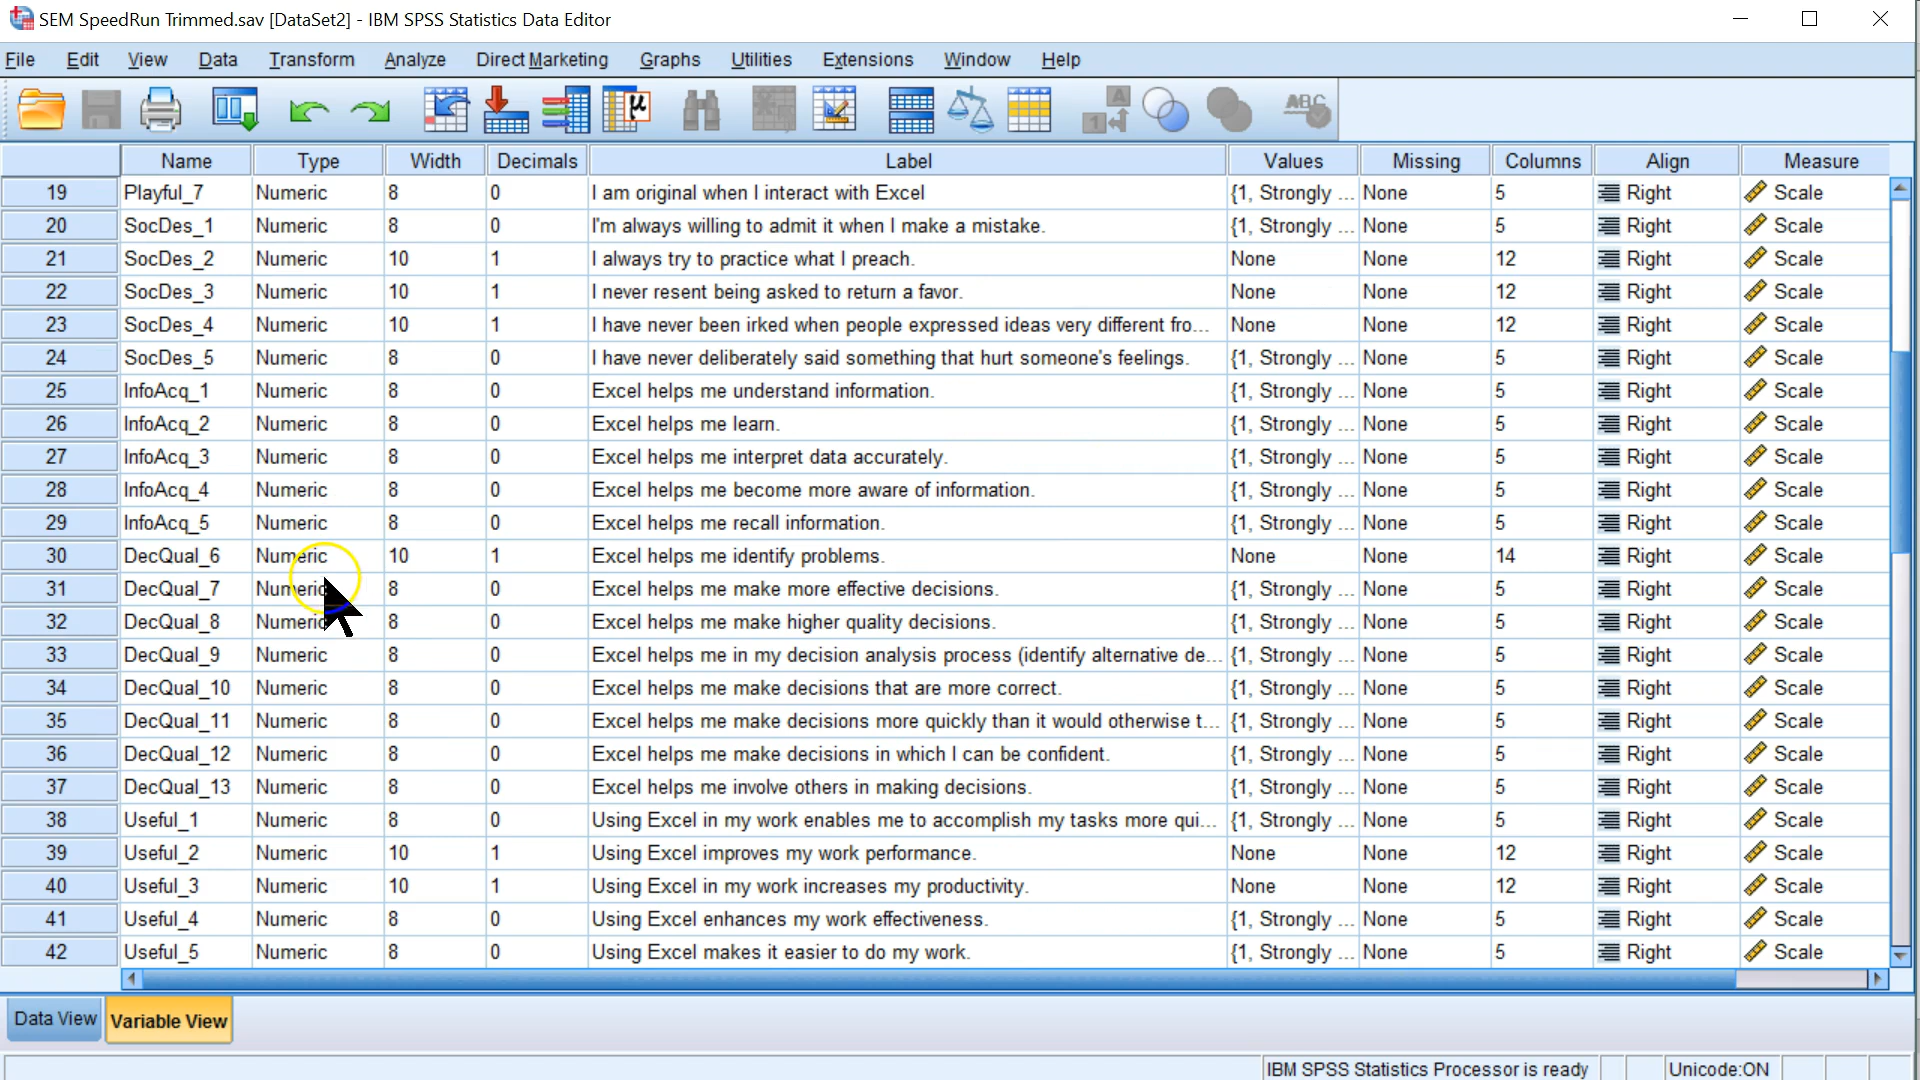 SEM SpeedRun Trimmed.sav [DataSet2] - IBM SPSS Statistics Data Editor
File Edit View Data Transform Analyze Direct Marketing Graphs Utilities Extensions Window Help
Name Type Width Decimals Label Values Missing Columns Align Measure
19 Playful_7 Numeric 8 0 I am original when I interact with Excel {1, Strongly ... None 5 Right Scale
20 SocDes_1 Numeric 8 0 I'm always willing to admit it when I make a mistake. {1, Strongly ... None 5 Right Scale
21 SocDes_2 Numeric 10 1 I always try to practice what I preach. None None 12 Right Scale
22 SocDes_3 Numeric 10 1 I never resent being asked to return a favor. None None 12 Right Scale
23 SocDes_4 Numeric 10 1 I have never been irked when people expressed ideas very different fro... None None 12 Right Scale
24 SocDes_5 Numeric 8 0 I have never deliberately said something that hurt someone's feelings. {1, Strongly ... None 5 Right Scale
25 InfoAcq_1 Numeric 8 0 Excel helps me understand information. {1, Strongly ... None 5 Right Scale
26 InfoAcq_2 Numeric 8 0 Excel helps me learn. {1, Strongly ... None 5 Right Scale
27 InfoAcq_3 Numeric 8 0 Excel helps me interpret data accurately. {1, Strongly ... None 5 Right Scale
28 InfoAcq_4 Numeric 8 0 Excel helps me become more aware of information. {1, Strongly ... None 5 Right Scale
29 InfoAcq_5 Numeric 8 0 Excel helps me recall information. {1, Strongly ... None 5 Right Scale
30 DecQual_6 Numeric 10 1 Excel helps me identify problems. None None 14 Right Scale
31 DecQual_7 Numeric 8 0 Excel helps me make more effective decisions. {1, Strongly ... None 5 Right Scale
32 DecQual_8 Numeric 8 0 Excel helps me make higher quality decisions. {1, Strongly ... None 5 Right Scale
33 DecQual_9 Numeric 8 0 Excel helps me in my decision analysis process (identify alternative de... {1, Strongly ... None 5 Right Scale
34 DecQual_10 Numeric 8 0 Excel helps me make decisions that are more correct. {1, Strongly ... None 5 Right Scale
35 DecQual_11 Numeric 8 0 Excel helps me make decisions more quickly than it would otherwise t... {1, Strongly ... None 5 Right Scale
36 DecQual_12 Numeric 8 0 Excel helps me make decisions in which I can be confident. {1, Strongly ... None 5 Right Scale
37 DecQual_13 Numeric 8 0 Excel helps me involve others in making decisions. {1, Strongly ... None 5 Right Scale
38 Useful_1 Numeric 8 0 Using Excel in my work enables me to accomplish my tasks more qui... {1, Strongly ... None 5 Right Scale
39 Useful_2 Numeric 10 1 Using Excel improves my work performance. None None 12 Right Scale
40 Useful_3 Numeric 10 1 Using Excel in my work increases my productivity. None None 12 Right Scale
41 Useful_4 Numeric 8 0 Using Excel enhances my work effectiveness. {1, Strongly ... None 5 Right Scale
42 Useful_5 Numeric 8 0 Using Excel makes it easier to do my work. {1, Strongly ... None 5 Right Scale
Data View Variable View
IBM SPSS Statistics Processor is ready Unicode:ON